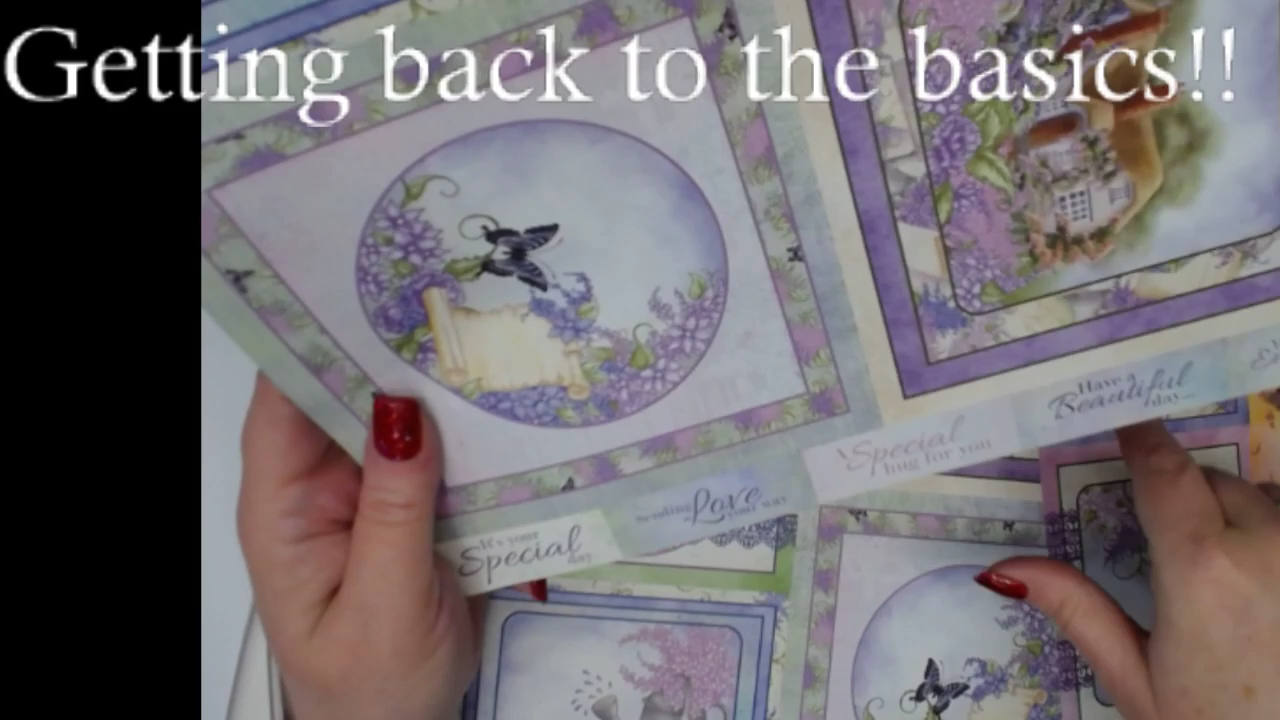 Getting back to the basics!!
Have a
Beautiful
day...
Special
hug for you
Sending
Love
your way
It's your
Special
day